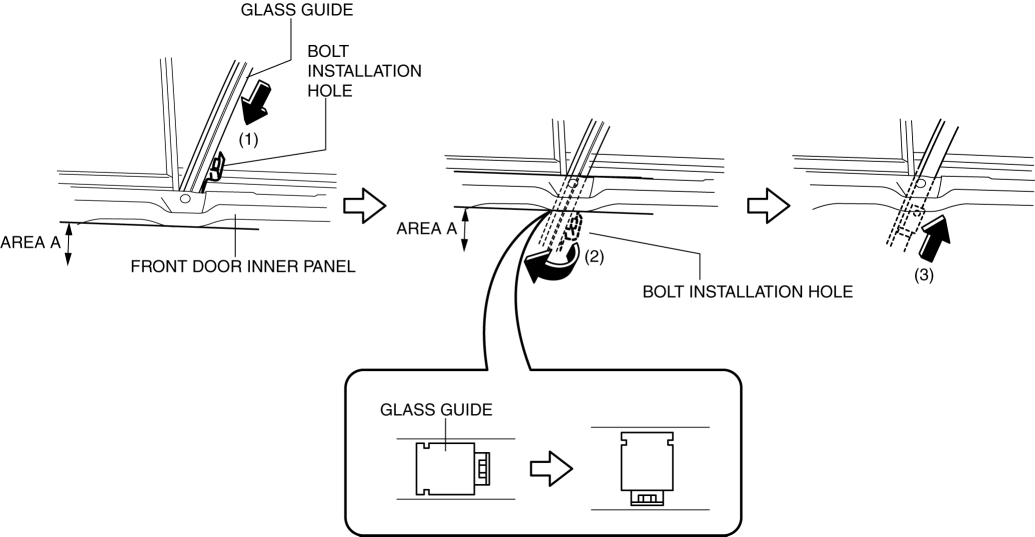 GLASS GUIDE
BOLT
INSTALLATION
HOLE
(1)
AREA A
FRONT DOOR INNER PANEL
AREA A
(2)
BOLT INSTALLATION HOLE
(3)
GLASS GUIDE